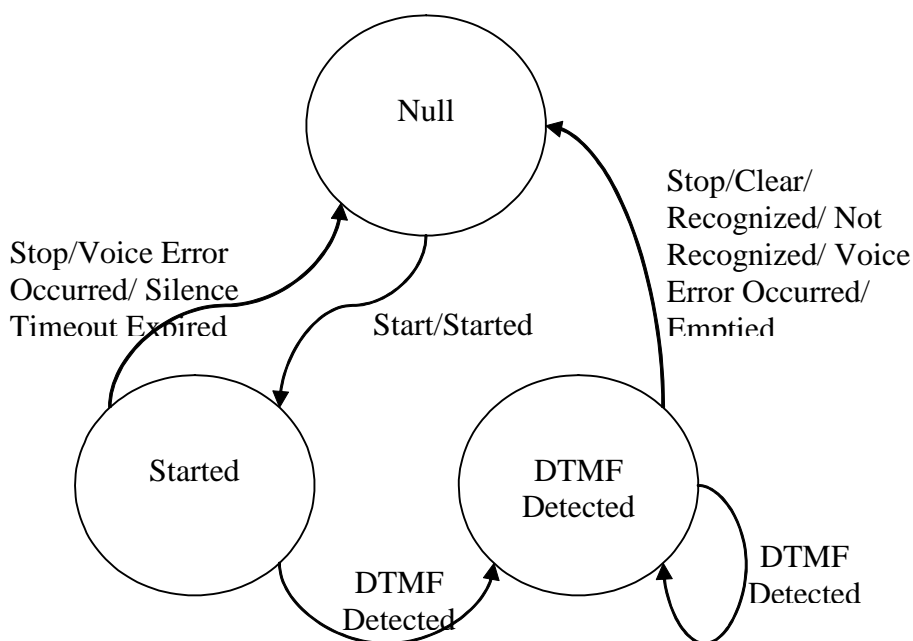 Null
Stop/Clear/
Recognized/ Not
Recognized/ Voice
Error Occurred/
Emptied
Stop/Voice Error
Occurred/ Silence
Timeout Expired
Start/Started
Started
DTMF
Detected
DTMF
Detected
DTMF
Detected